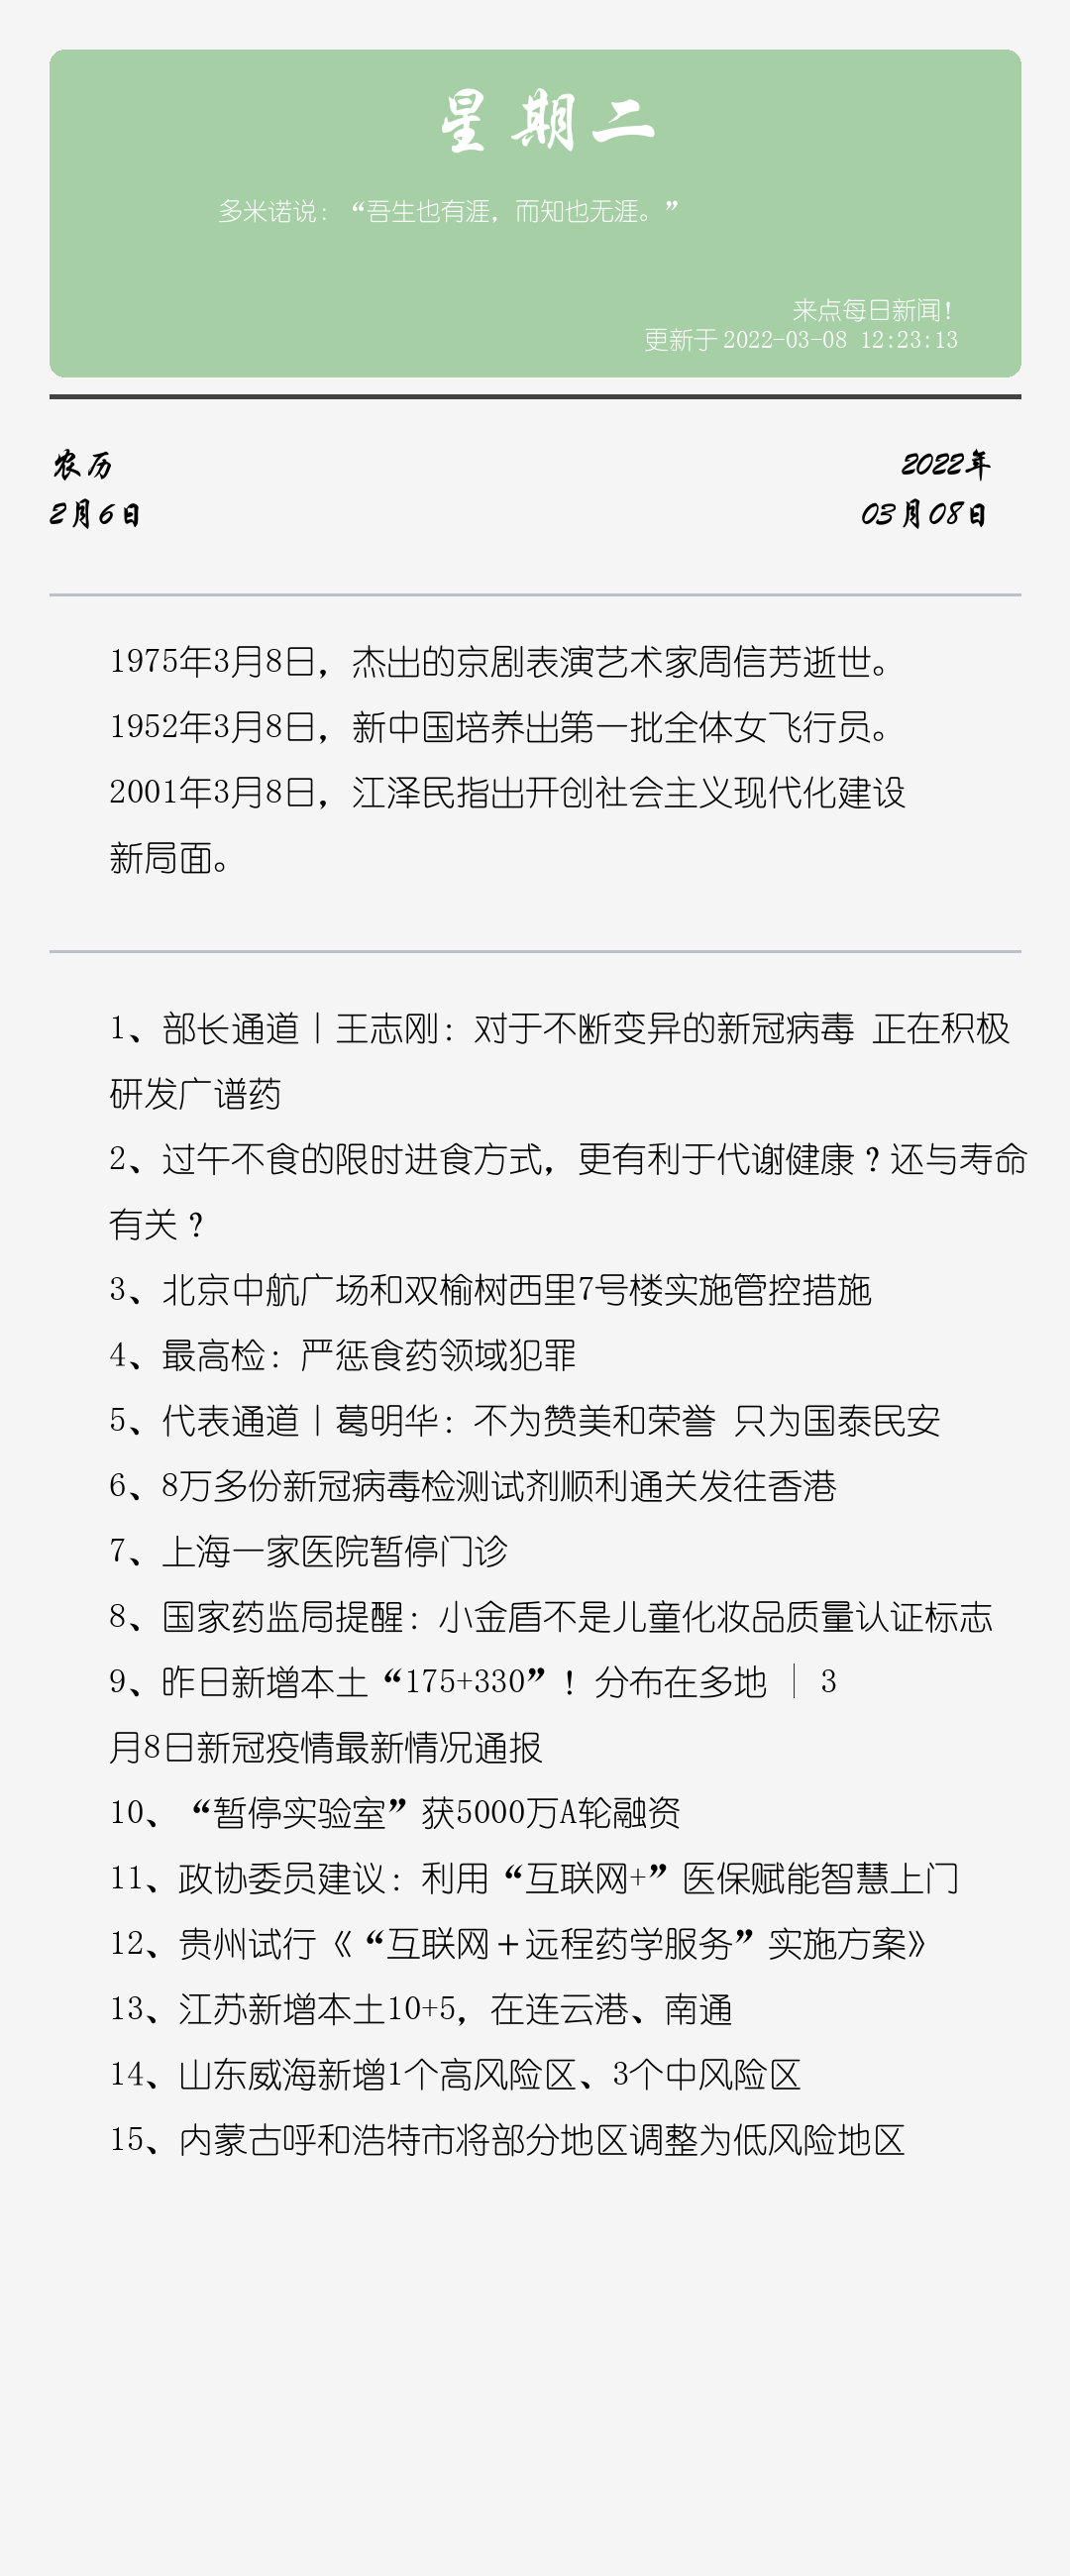 星期二
多米诺说：“吾生也有涯，而知也无涯。”
来点每日新闻！
更新于 2022-03-08 12:23:13
农历
2月6日
2022年
03月08日
1975年3月8日，杰出的京剧表演艺术家周信芳逝世。
1952年3月8日，新中国培养出第一批全体女飞行员。
2001年3月8日，江泽民指出开创社会主义现代化建设
新局面。
1、部长通道丨王志刚：对于不断变异的新冠病毒 正在积极
研发广谱药
2、过午不食的限时进食方式，更有利于代谢健康？还与寿命
有关？
3、北京中航广场和双榆树西里7号楼实施管控措施
4、最高检：严惩食药领域犯罪
5、代表通道丨葛明华：不为赞美和荣誉 只为国泰民安
6、8万多份新冠病毒检测试剂顺利通关发往香港
7、上海一家医院暂停门诊
8、国家药监局提醒：小金盾不是儿童化妆品质量认证标志
9、昨日新增本土“175+330”！分布在多地 │ 3
月8日新冠疫情最新情况通报
10、“暂停实验室”获5000万A轮融资
11、政协委员建议：利用“互联网+”医保赋能智慧上门
12、贵州试行《“互联网＋远程药学服务”实施方案》
13、江苏新增本土10+5，在连云港、南通
14、山东威海新增1个高风险区、3个中风险区
15、内蒙古呼和浩特市将部分地区调整为低风险地区